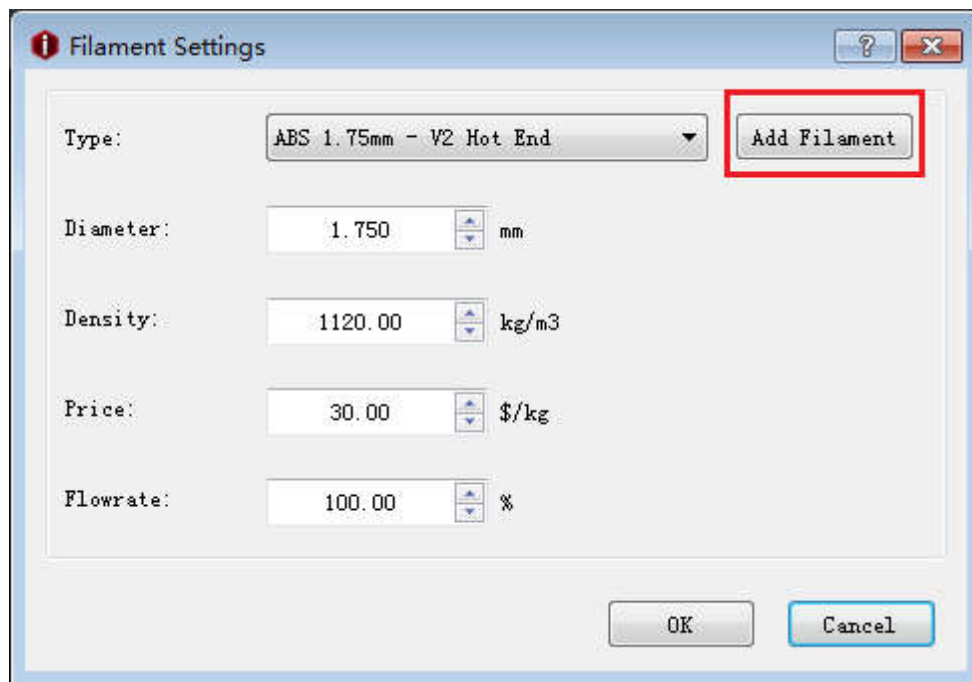 Filament Settings
Type: ABS 1.75mm - V2 Hot End Add Filament
Diameter: 1.750 mm
Density: 1120.00 kg/m3
Price: 30.00 $/kg
Flowrate: 100.00 %
OK Cancel